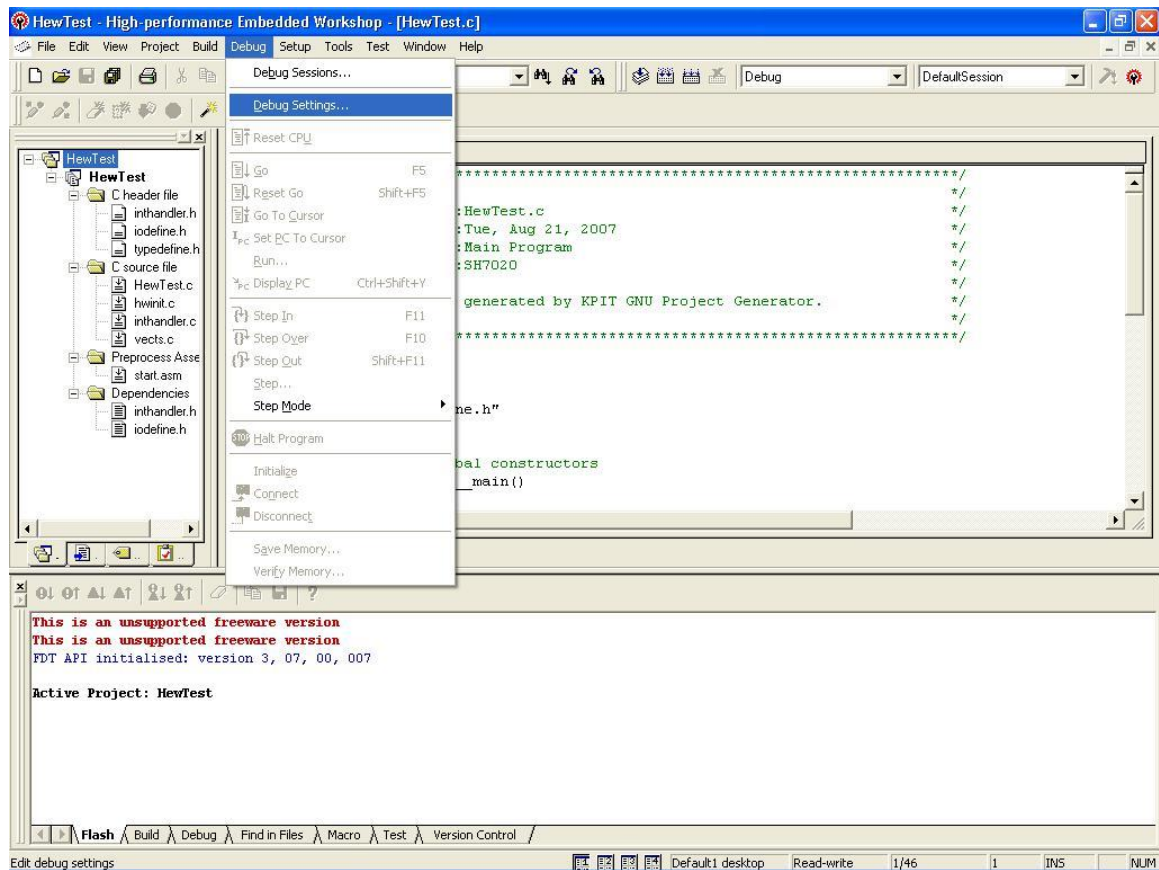 HewTest - High-performance Embedded Workshop - [HewTest.c]
File Edit View Project Build Debug Setup Tools Test Window Help
Debug DefaultSession
Debug Sessions...
Debug Settings...
Reset CPU
Go F5
Reset Go Shift+F5
Go To Cursor
Set PC To Cursor
Run...
Display PC Ctrl+Shift+Y
Step In F11
Step Over F10
Step Out Shift+F11
Step...
Step Mode
Halt Program
Initialize
Connect
Disconnect
Save Memory...
Verify Memory...
HewTest
HewTest
C header file
inthandler.h
iodefine.h
typedefine.h
C source file
HewTest.c
hwinit.c
inthandler.c
vects.c
Preprocess Asse
start.asm
Dependencies
inthandler.h
iodefine.h
*******************************************************/
*/
:HewTest.c */
:Tue, Aug 21, 2007 */
:Main Program */
:SH7020 */
*/
generated by KPIT GNU Project Generator. */
*/
*******************************************************/
ne.h"
bal constructors
__main()
This is an unsupported freeware version
This is an unsupported freeware version
FDT API initialised: version 3, 07, 00, 007
Active Project: HewTest
Flash Build Debug Find in Files Macro Test Version Control
Edit debug settings Default1 desktop Read-write 1/46 1 INS NUM